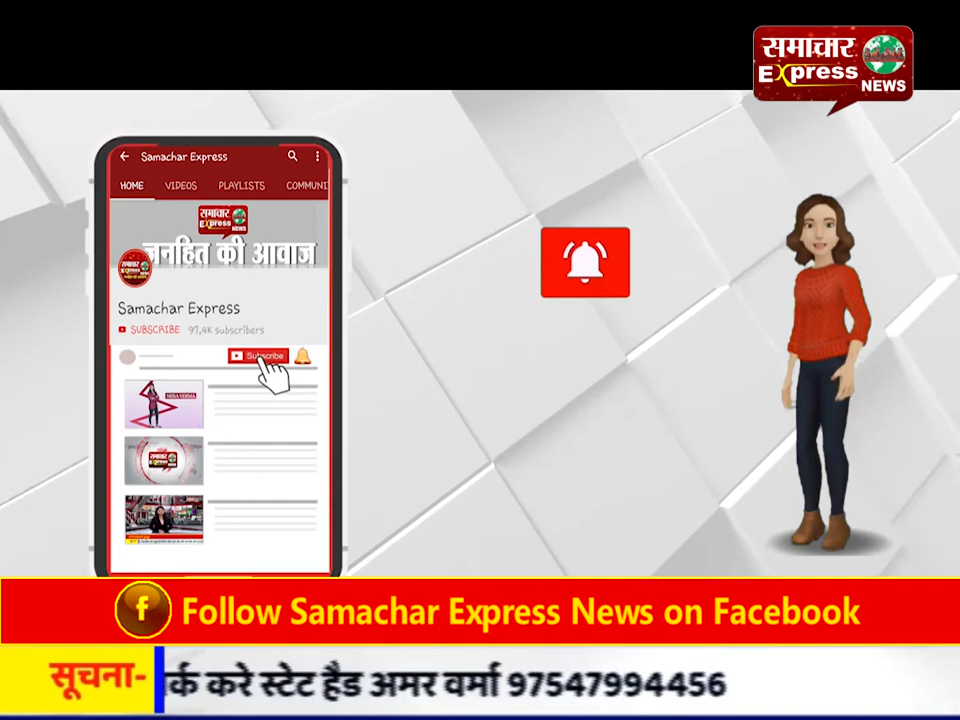 समाचार
Express
NEWS
Samachar Express
HOME VIDEOS PLAYLISTS COMMUNI
समाचार
Express
NEWS
जनहित की आवाज
Samachar Express
SUBSCRIBE 97.4K subscribers
Subscribe
f Follow Samachar Express News on Facebook
सूचना- र्क करे स्टेट हैड अमर वर्मा 97547994456